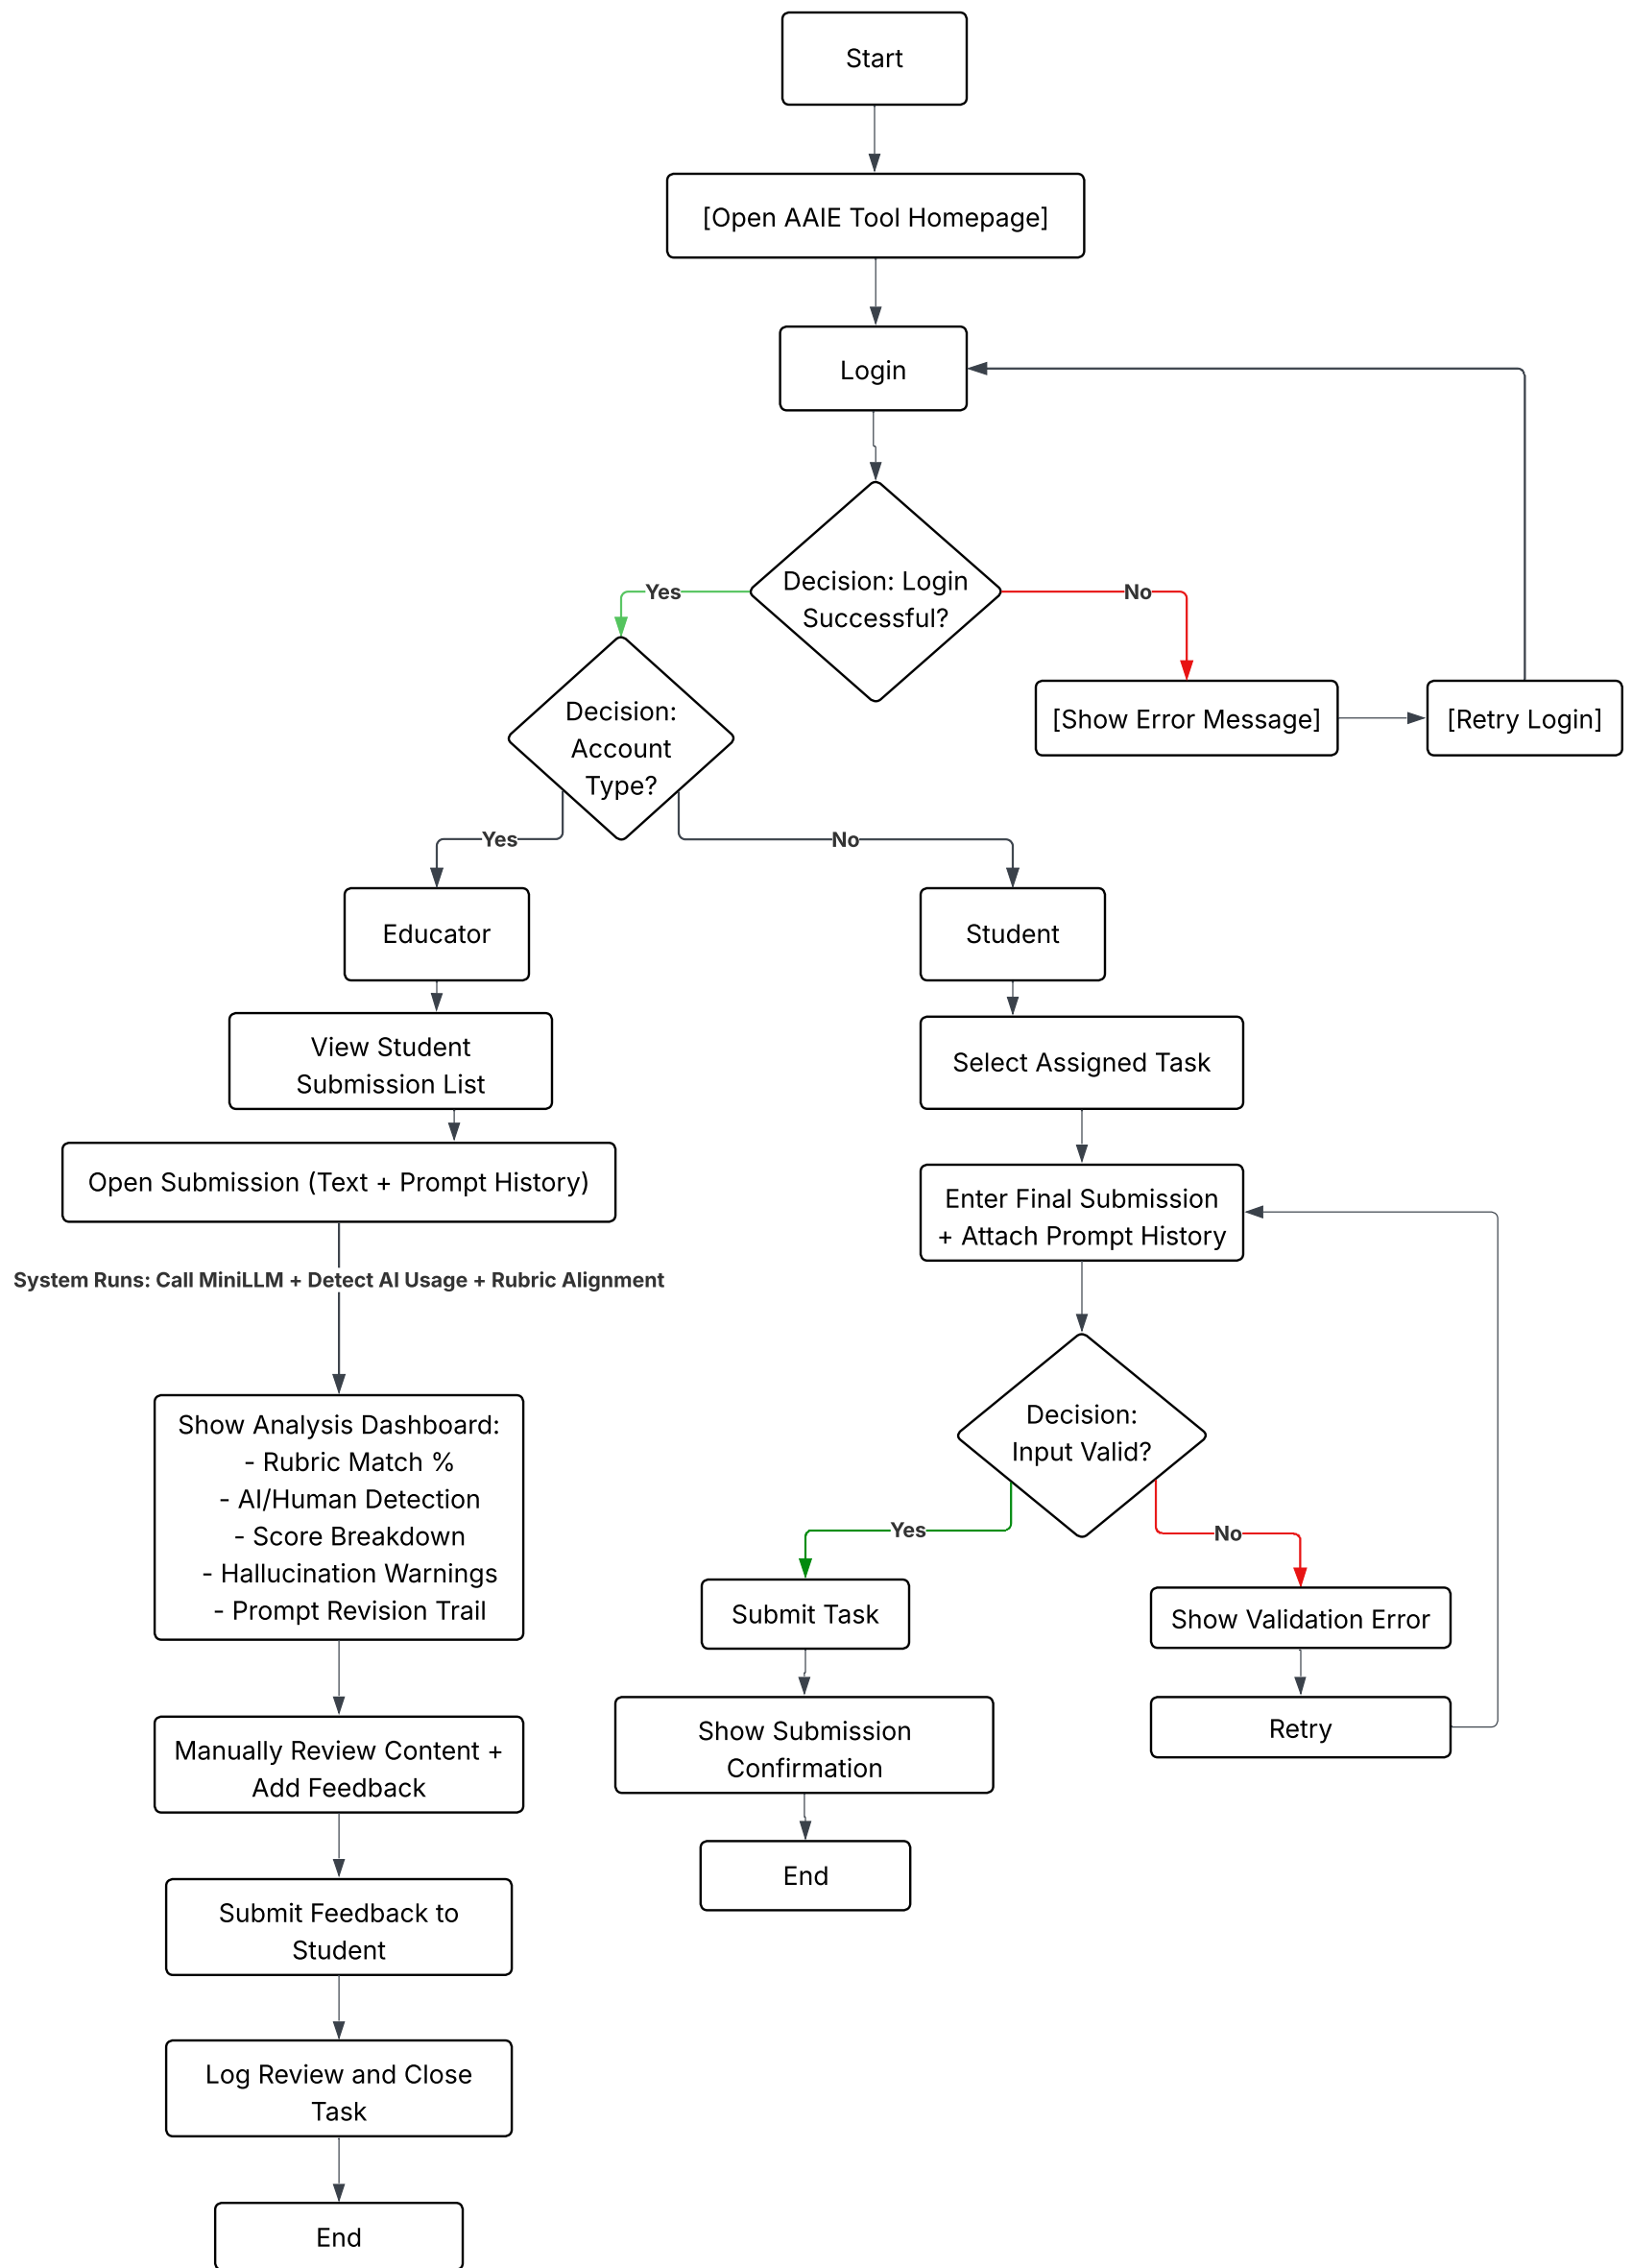 Start
[Open AAIE Tool Homepage]
Login
Decision: Login
Successful?
Yes
No
Decision:
Account
Type?
[Show Error Message]
[Retry Login]
Yes
No
Educator
Student
View Student
Submission List
Select Assigned Task
Open Submission (Text + Prompt History)
Enter Final Submission
+ Attach Prompt History
System Runs: Call MiniLLM + Detect AI Usage + Rubric Alignment
Decision:
Input Valid?
Show Analysis Dashboard:
- Rubric Match %
- AI/Human Detection
- Score Breakdown
- Hallucination Warnings
- Prompt Revision Trail
Yes
No
Submit Task
Show Validation Error
Show Submission
Confirmation
Retry
Manually Review Content +
Add Feedback
End
Submit Feedback to
Student
Log Review and Close
Task
End